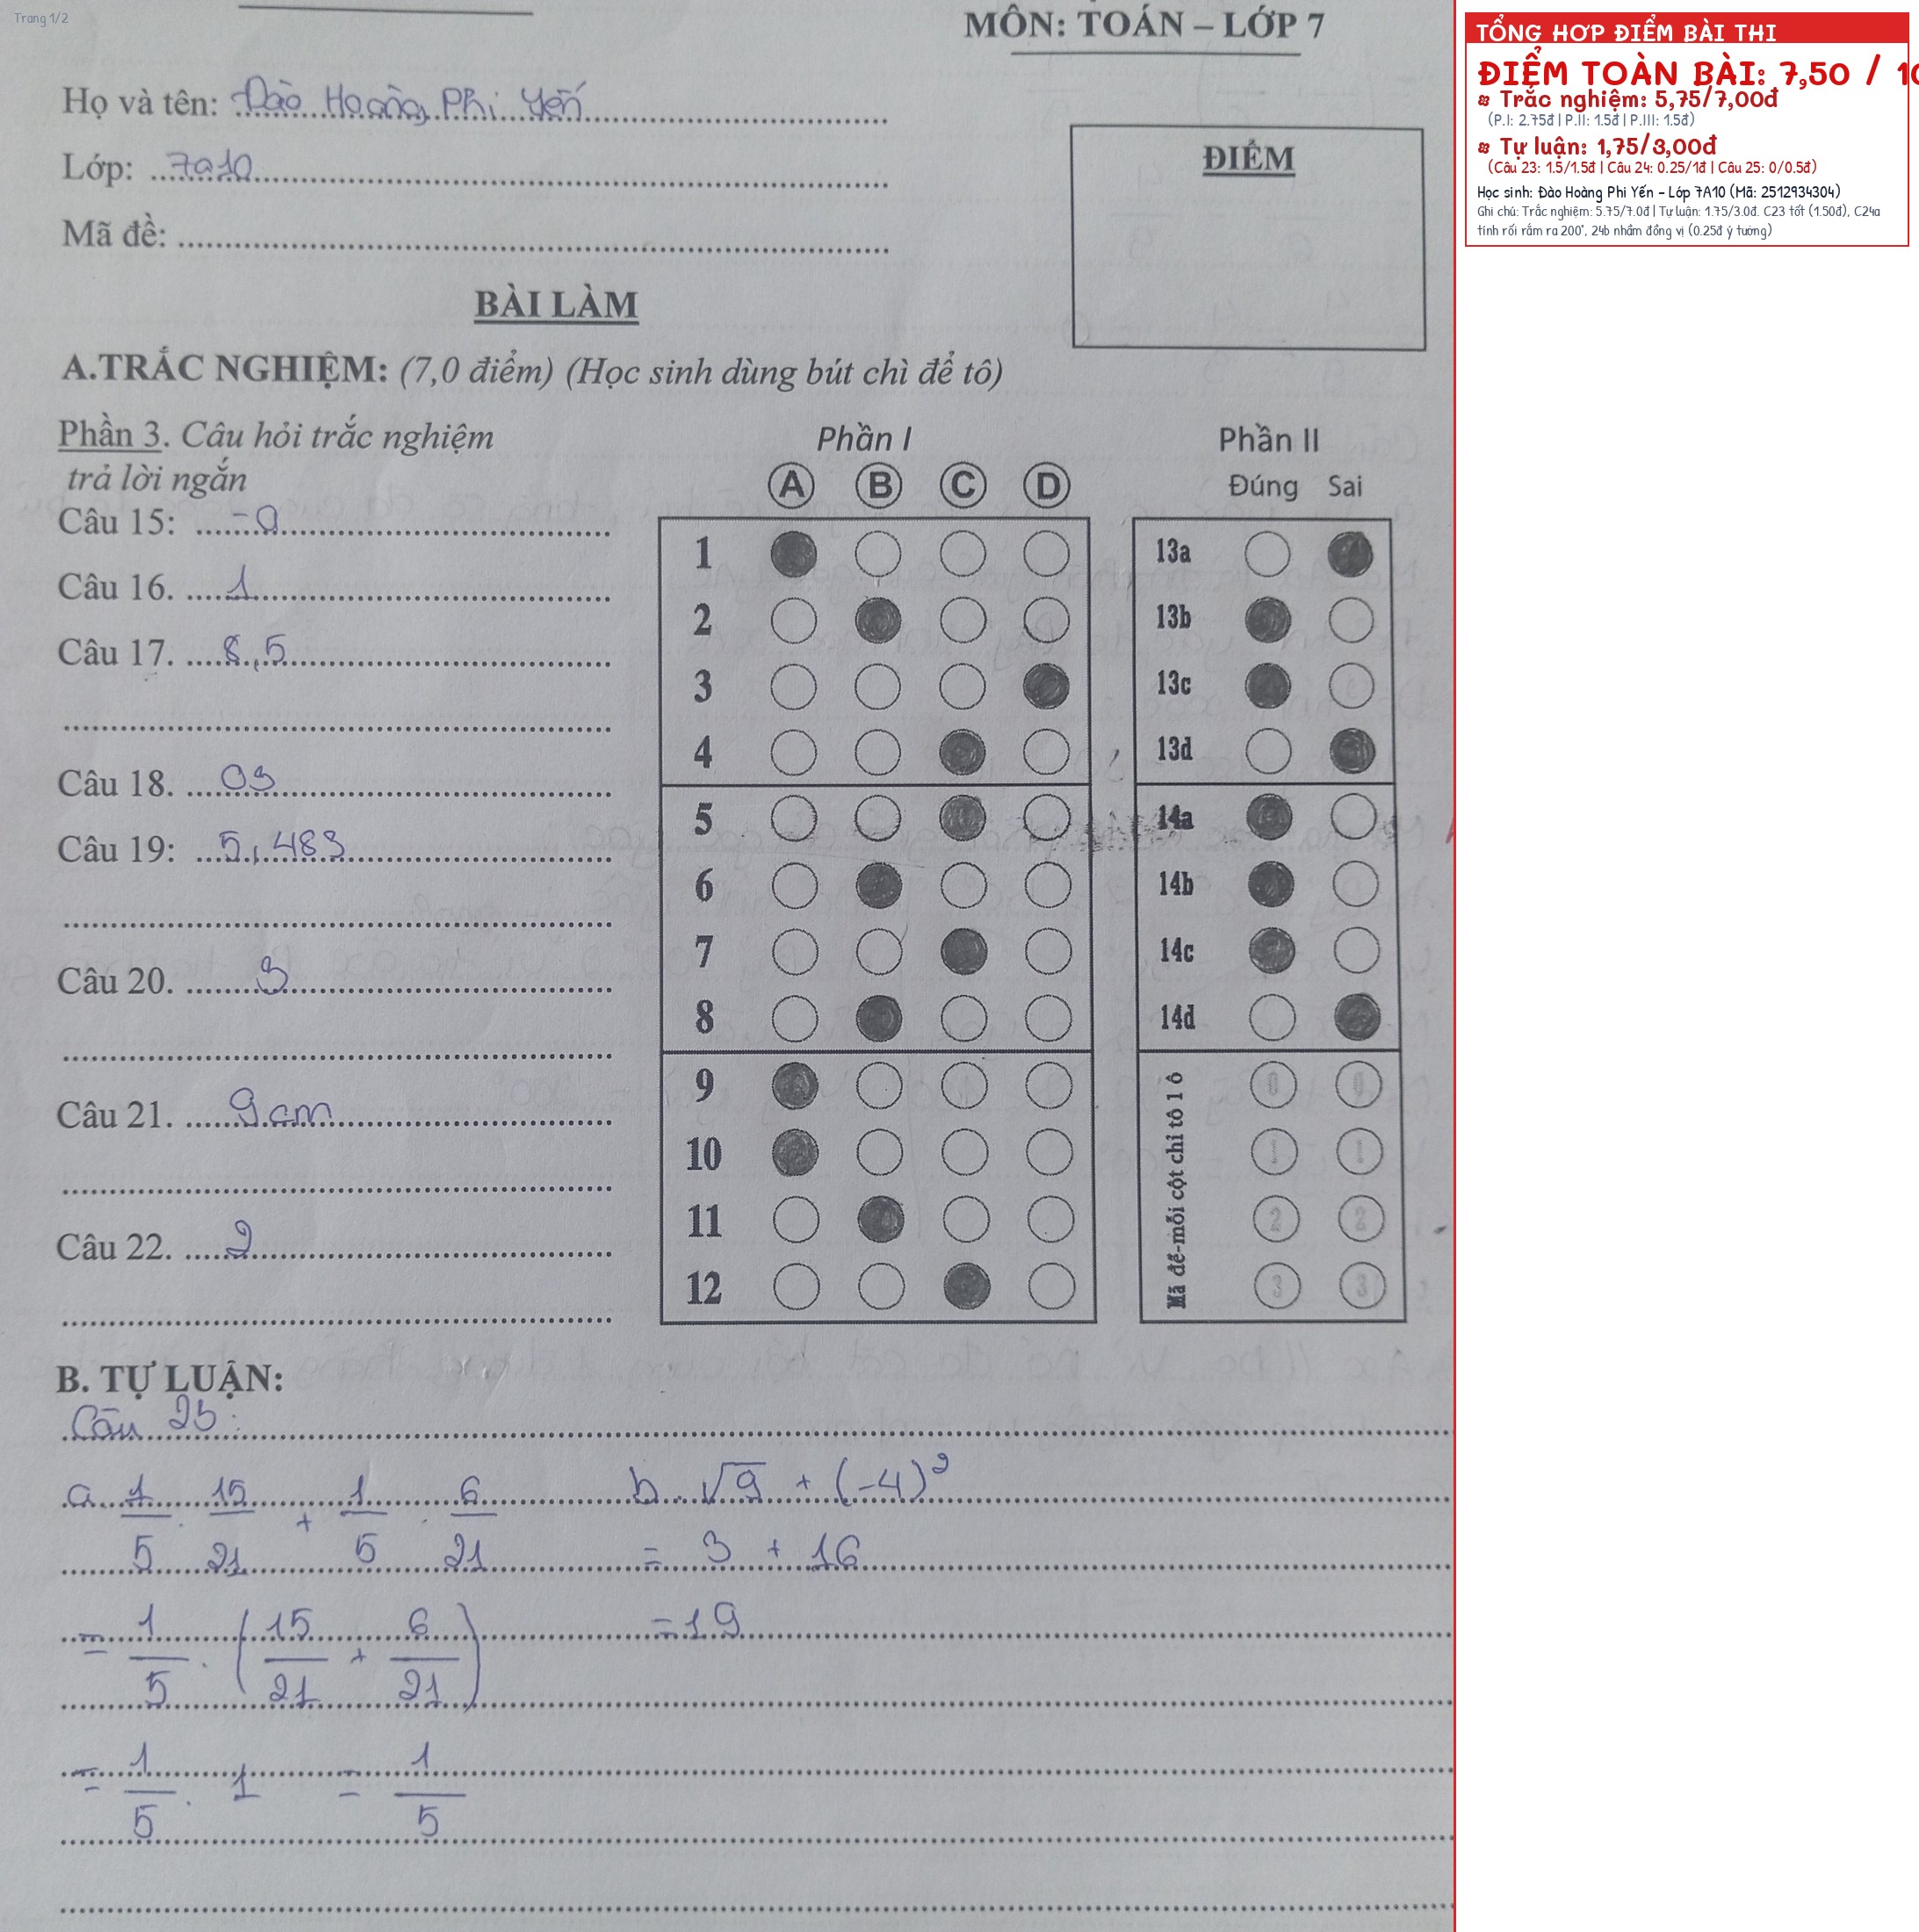 Trang 1/2
MÔN: TOÁN – LỚP 7
Họ và tên: Đào Hoàng Phi Yến
Lớp: 7a10
Mã đề:
ĐIỂM
BÀI LÀM
A.TRẮC NGHIỆM: (7,0 điểm) (Học sinh dùng bút chì để tô)
Phần 3. Câu hỏi trắc nghiệm
trả lời ngắn
Câu 15:
Câu 16. 1
Câu 17. 8,5
Câu 18. 03
Câu 19: 5,483
Câu 20. 3
Câu 21. 9 cm
Câu 22. 2
Phần I
A B C D
1
2
3
4
5
6
7
8
9
10
11
12
Phần II
Đúng Sai
13a
13b
13c
13d
14a
14b
14c
14d
Mã đề-mỗi cột chỉ tô 1 ô
0 0
1 1
2 2
3 3
B. TỰ LUẬN:
Câu 23:
a. 1/5 . 15/21 + 1/5 . 6/21
= 1/5 . (15/21 + 6/21)
= 1/5 . 1 = 1/5
b. √9 + (-4)²
= 3 + 16
= 19
TỔNG HỢP ĐIỂM BÀI THI
ĐIỂM TOÀN BÀI: 7,50 / 10
Trắc nghiệm: 5,75/7,00đ
(P.I: 2.75đ | P.II: 1.5đ | P.III: 1.5đ)
Tự luận: 1,75/3,00đ
(Câu 23: 1.5/1.5đ | Câu 24: 0.25/1đ | Câu 25: 0/0.5đ)
Học sinh: Đào Hoàng Phi Yến - Lớp 7A10 (Mã: 2512934304)
Ghi chú: Trắc nghiệm: 5.75/7.0đ | Tự luận: 1.75/3.0đ. C23 tốt (1.50đ), C24a
tính rối rắm ra 200°, 24b nhầm đồng vị (0.25đ ý tưởng)